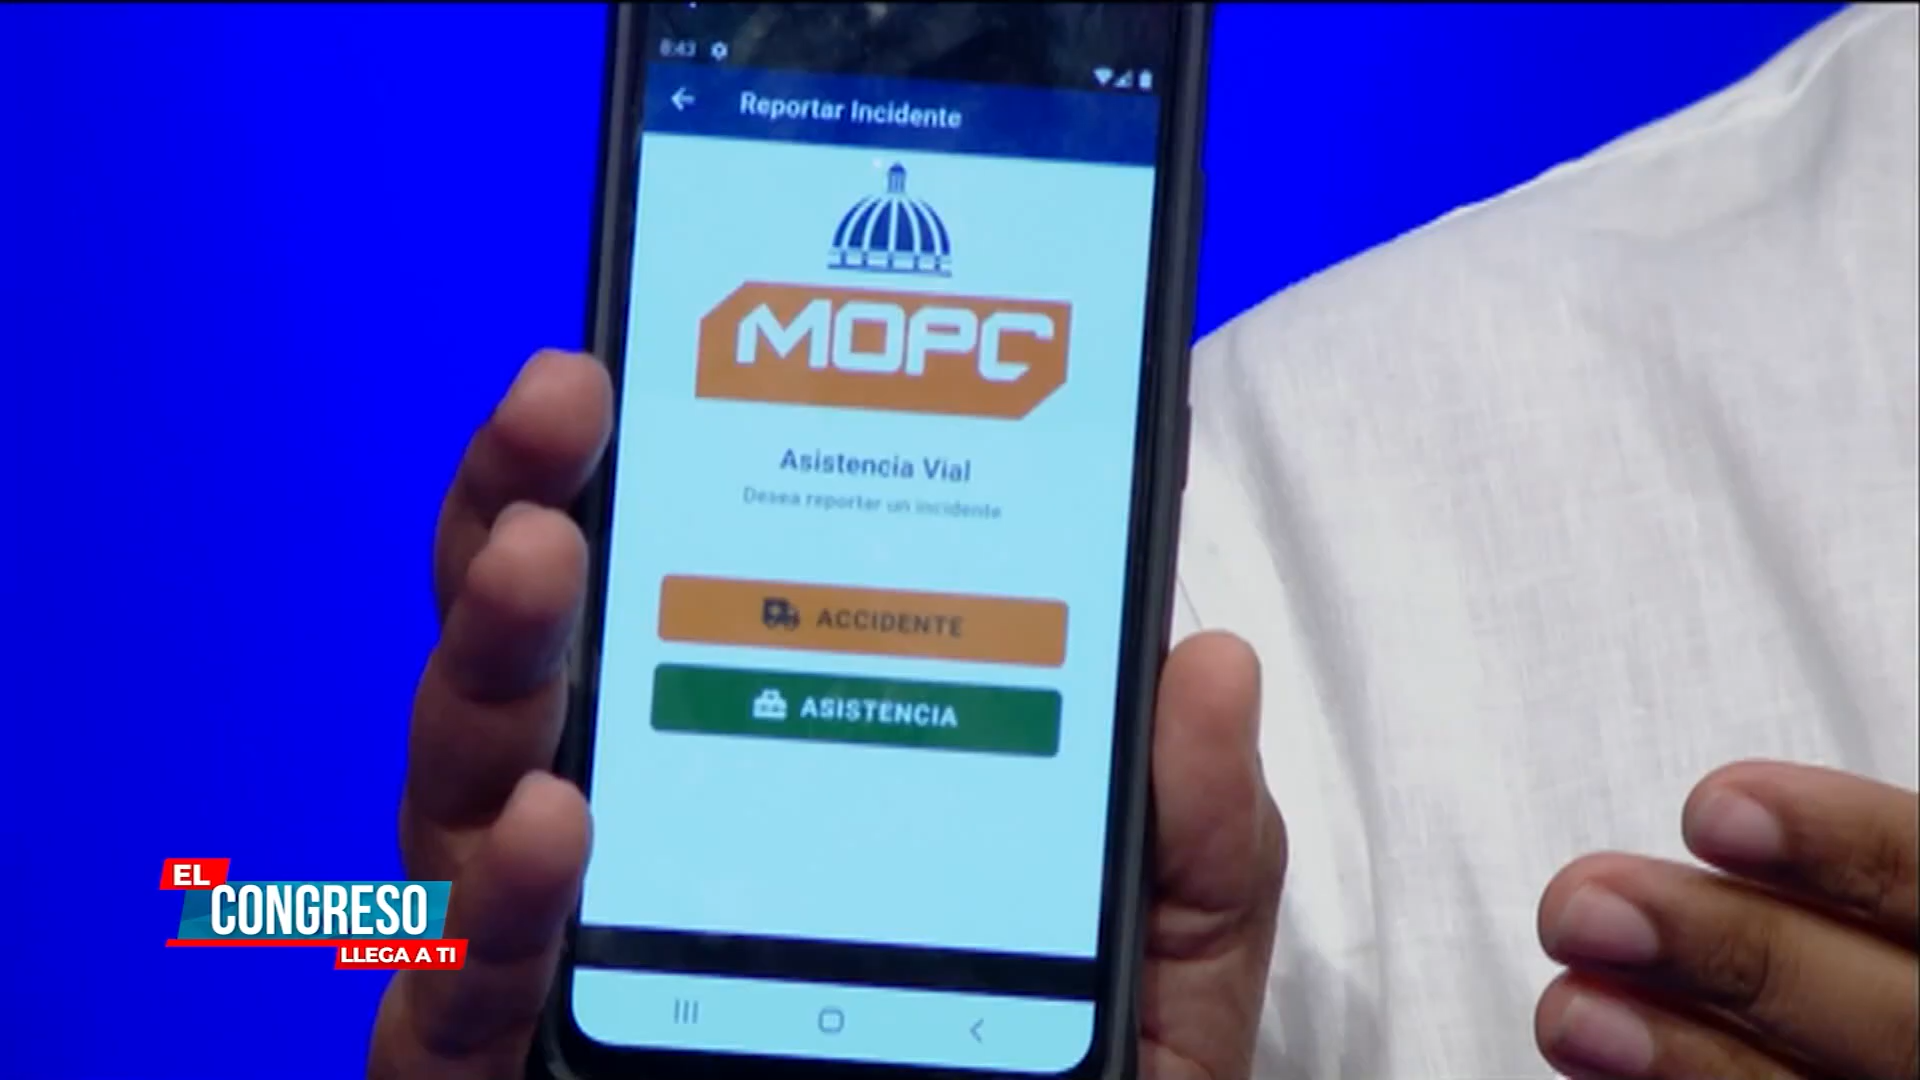 8:43
Reportar Incidente
MOPC
Asistencia Vial
Desea reportar un incidente
ACCIDENTE
ASISTENCIA
EL
CONGRESO
LLEGA A TI